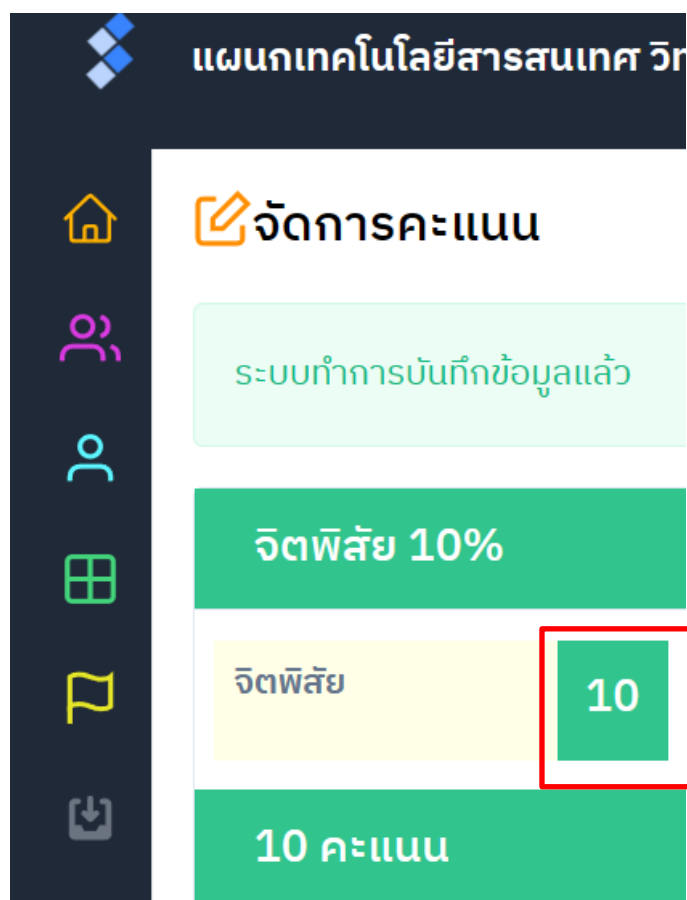 แผนกเทคโนโลยีสารสนเทศ
จัดการคะแนน
ระบบทำการบันทึกข้อมูลแล้ว
จิตพิสัย 10%
จิตพิสัย
10
10 คะแนน